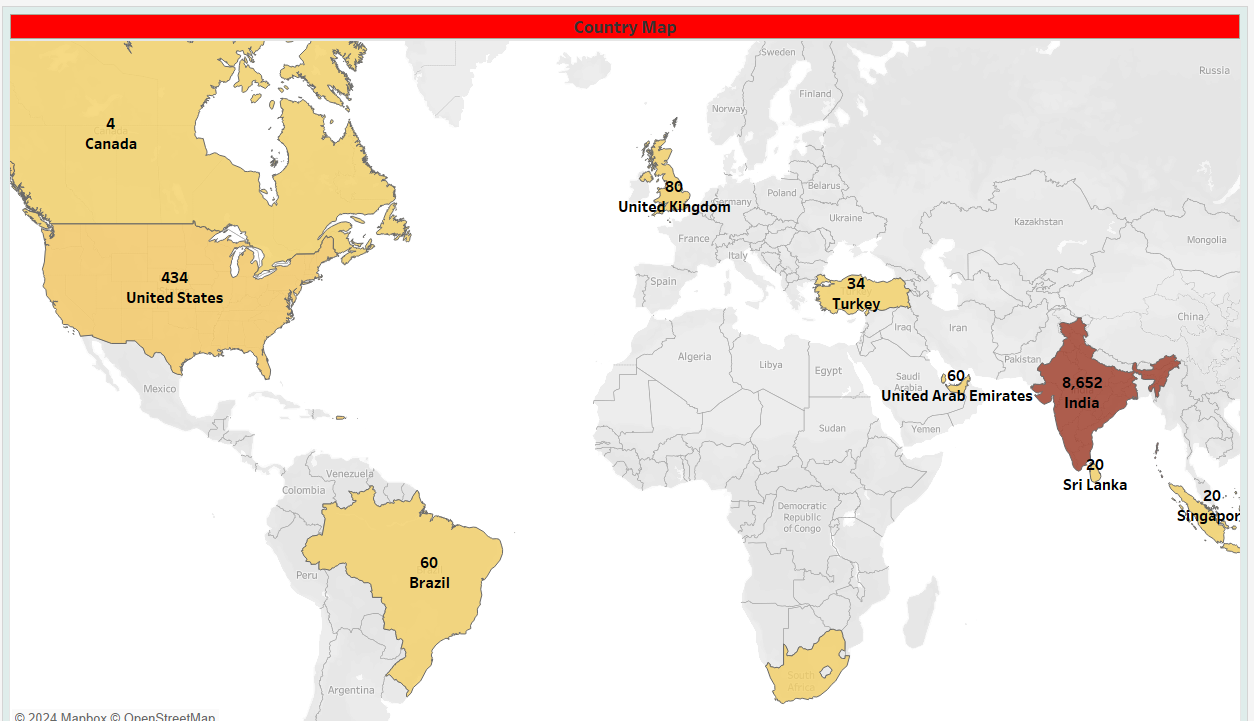 Country Map
Sweden
Russia
Finland
Norway
4
Canada
80
United Kingdom
Germany
Poland
Belarus
Ukraine
Kazakhstan
Mongolia
France
Italy
Spain
434
United States
34
Turkey
China
Iraq
Iran
Pakistan
Algeria
Libya
Egypt
Saudi
Arabia
60
United Arab Emirates
8,652
India
Mexico
Sudan
Yemen
20
Sri Lanka
20
Singapor
Venezuela
Colombia
Democratic
Republic
of Congo
60
Brazil
Peru
South
Africa
Argentina
© 2024 Mapbox © OpenStreetMap